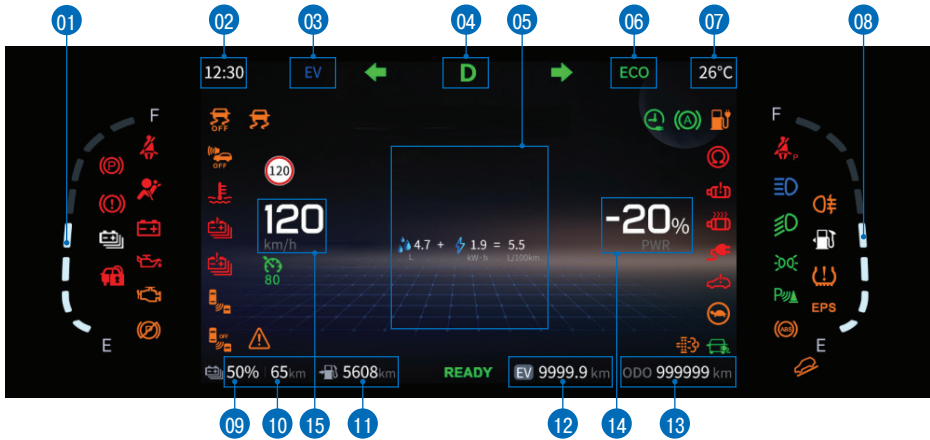 01 02 03 04 05 06 07 08
12:30 EV D ECO 26°C
F F
OFF A
P OFF 120 P
120 -20%
km/h PWR
4.7 + 1.9 = 5.5
L kW·h L/100km
80
P
OFF EPS
P ABS
E E
50% 65km 5608km READY EV 9999.9 km ODO 999999 km
09 10 15 11 12 14 13